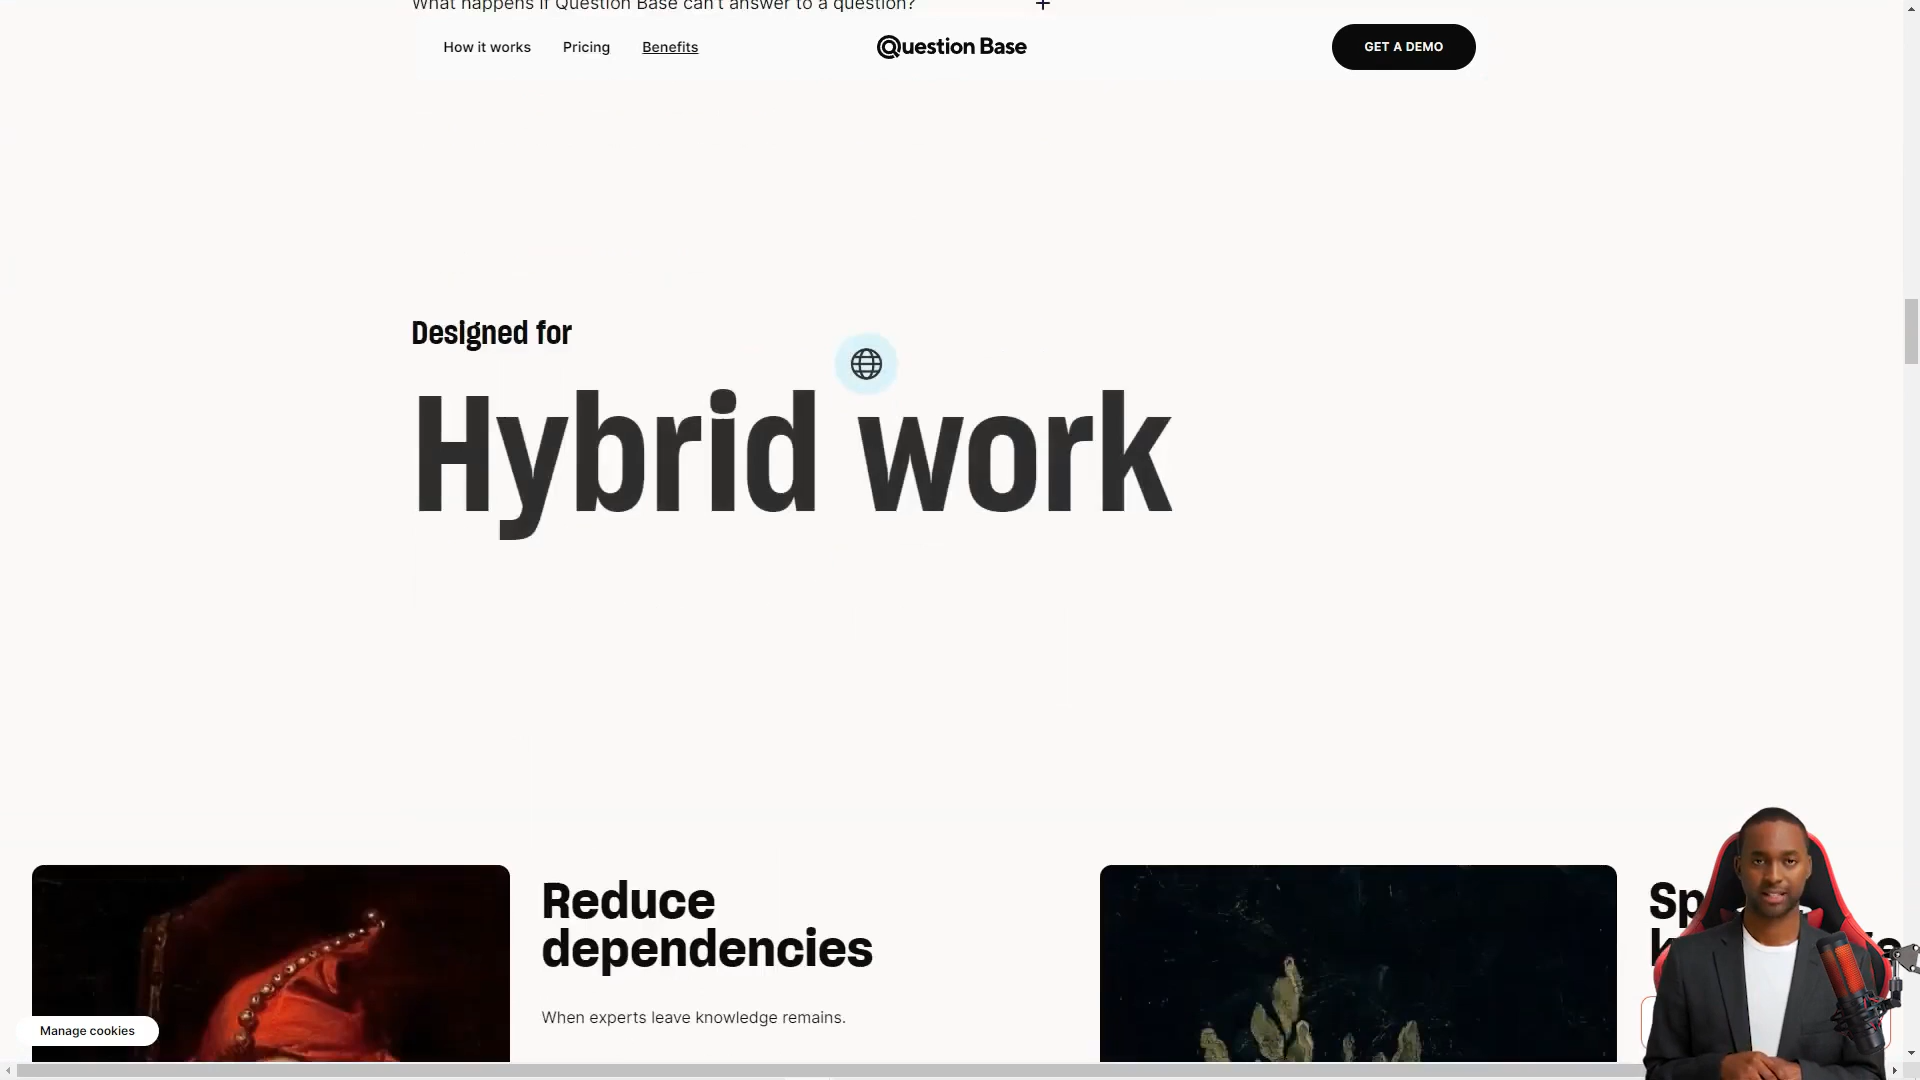 What happens if Question Base can't answer to a question?
How it works
Pricing
Benefits
Question Base
GET A DEMO
Designed for
Hybrid work
Reduce
dependencies
When experts leave knowledge remains.
Manage cookies